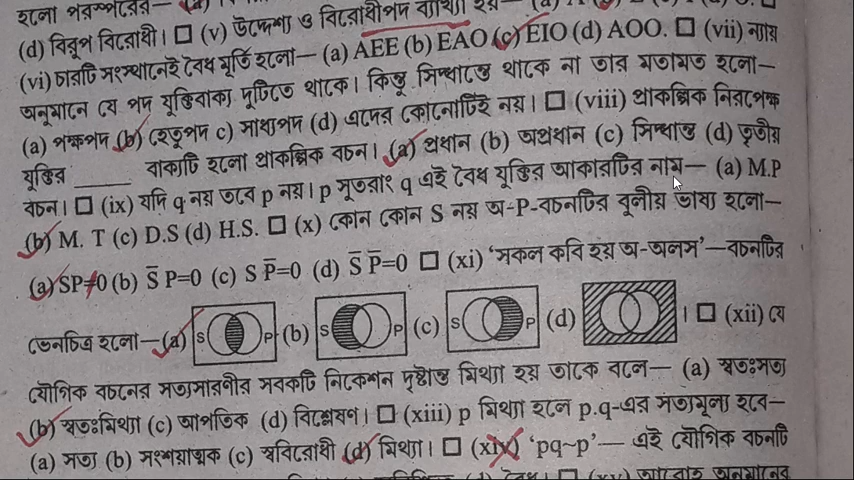 হলো পরস্পরের—
(d) বিরূপ বিরোধী। □ (v) উদ্দেশ্য ও বিরোধীপদ ব্যাখ্যা হয়—
(vi) চারটি সংস্থানেই বৈধ মূর্তি হলো— (a) AEE (b) EAO (c) EIO (d) AOO. □ (vii) ন্যায়
অনুমানে যে পদ যুক্তিবাক্য দুটিতে থাকে। কিন্তু সিদ্ধান্তে থাকে না তার মতামত হলো—
(a) পক্ষপদ (b) হেতুপদ c) সাধ্যপদ (d) এদের কোনোটিই নয়। □ (viii) প্রাকল্পিক নিরপেক্ষ
যুক্তির _____ বাক্যটি হলো প্রাকল্পিক বচন। (a) প্রধান (b) অপ্রধান (c) সিদ্ধান্ত (d) তৃতীয়
বচন। □ (ix) যদি q নয় তবে p নয়। p সুতরাং q এই বৈধ যুক্তির আকারটির নাম— (a) M.P
(b) M. T (c) D.S (d) H.S. □ (x) কোন কোন S নয় অ-P-বচনটির বুলীয় ভাষ্য হলো—
(a) SP≠0 (b) S̅ P=0 (c) S P̅=0 (d) S̅ P̅=0 □ (xi) ‘সকল কবি হয় অ-অলস’—বচনটির
ভেনচিত্র হলো—(a) S P (b) S P (c) S P (d) । □ (xii) যে
যৌগিক বচনের সত্যসারণীর সবকটি নিবেশন দৃষ্টান্ত মিথ্যা হয় তাকে বলে— (a) স্বতঃসত্য
(b) স্বতঃমিথ্যা (c) আপতিক (d) বিশ্লেষণ। □ (xiii) p মিথ্যা হলে p.q-এর সত্যমূল্য হবে—
(a) সত্য (b) সংশয়াত্মক (c) স্ববিরোধী (d) মিথ্যা। □ (xiv) ‘pq~p’— এই যৌগিক বচনটি